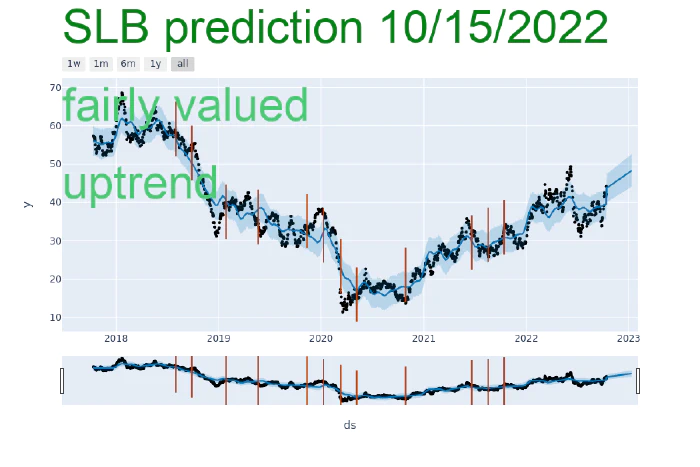 SLB prediction 10/15/2022
1w 1m 6m 1y all
70
fairly valued
60
50
uptrend
40
y
30
20
10
2018 2019 2020 2021 2022 2023
ds